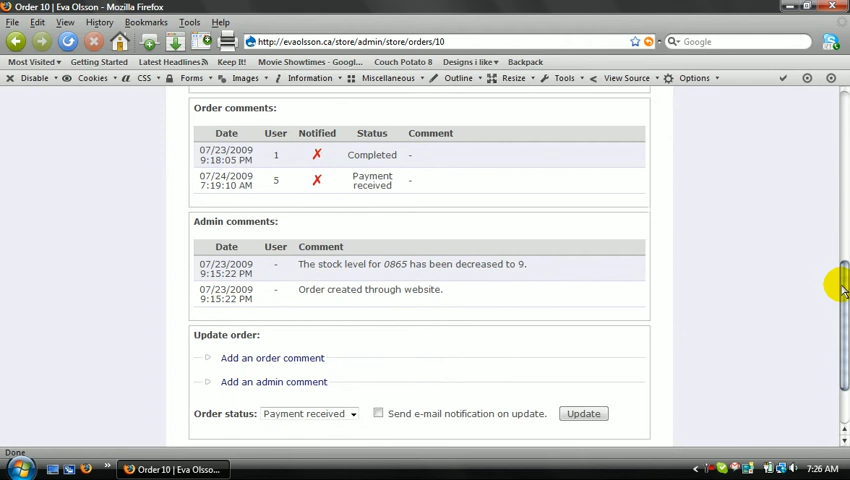 Order 10 | Eva Olsson - Mozilla Firefox
File Edit View History Bookmarks Tools Help
http://evaolsson.ca/store/admin/store/orders/10
Google
Most Visited Getting Started Latest Headlines Keep It! Movie Showtimes - Googl... Couch Potato 8 Designs i like Backpack
Disable Cookies CSS Forms Images Information Miscellaneous Outline Resize Tools View Source Options
Order comments:
Date User Notified Status Comment
07/23/2009
9:18:05 PM
1 ✗ Completed -
07/24/2009
7:19:10 AM
5 ✗ Payment
received
-
Admin comments:
Date User Comment
07/23/2009
9:15:22 PM
- The stock level for 0865 has been decreased to 9.
07/23/2009
9:15:22 PM
- Order created through website.
Update order:
Add an order comment
Add an admin comment
Order status: Payment received Send e-mail notification on update. Update
Done
Order 10 | Eva Olsso... 7:26 AM